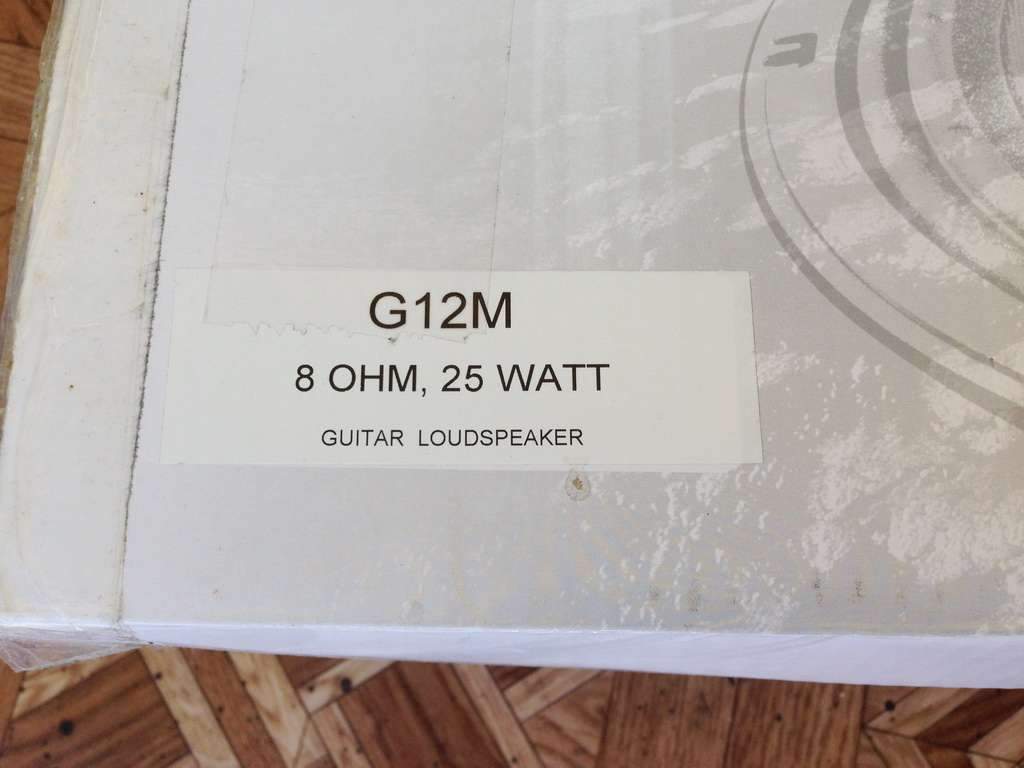 G12M
8 OHM, 25 WATT
GUITAR LOUDSPEAKER